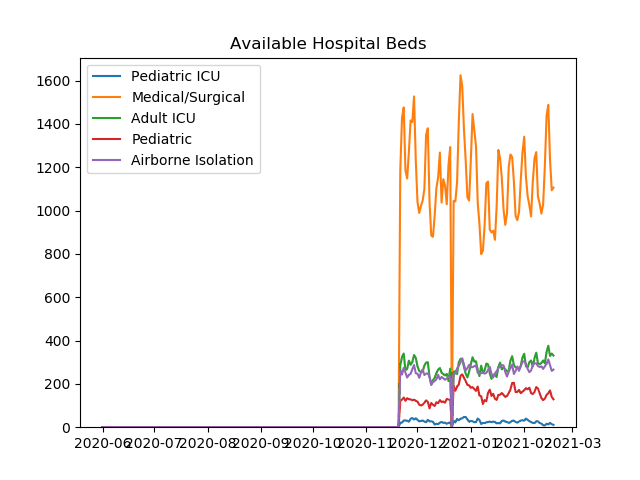 Available Hospital Beds
Pediatric ICU
Medical/Surgical
Adult ICU
Pediatric
Airborne Isolation
1600
1400
1200
1000
800
600
400
200
0
2020-06 2020-07 2020-08 2020-09 2020-10 2020-11 2020-12 2021-01 2021-02 2021-03